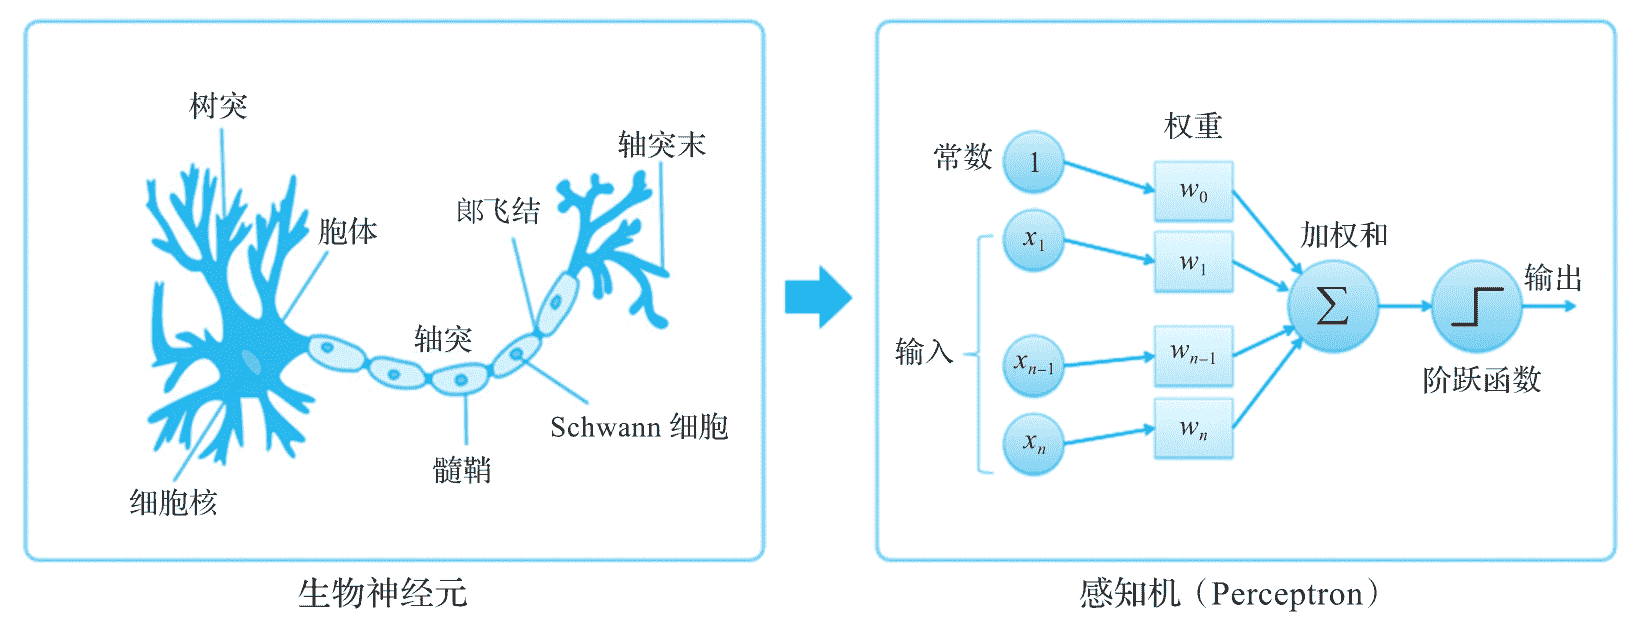 树突
轴突末
郎飞结
胞体
轴突
Schwann 细胞
髓鞘
细胞核
生物神经元
权重
常数
1
w0
x1
w1
加权和
Σ
输出
输入
xn−1
wn−1
阶跃函数
xn
wn
感知机（Perceptron）